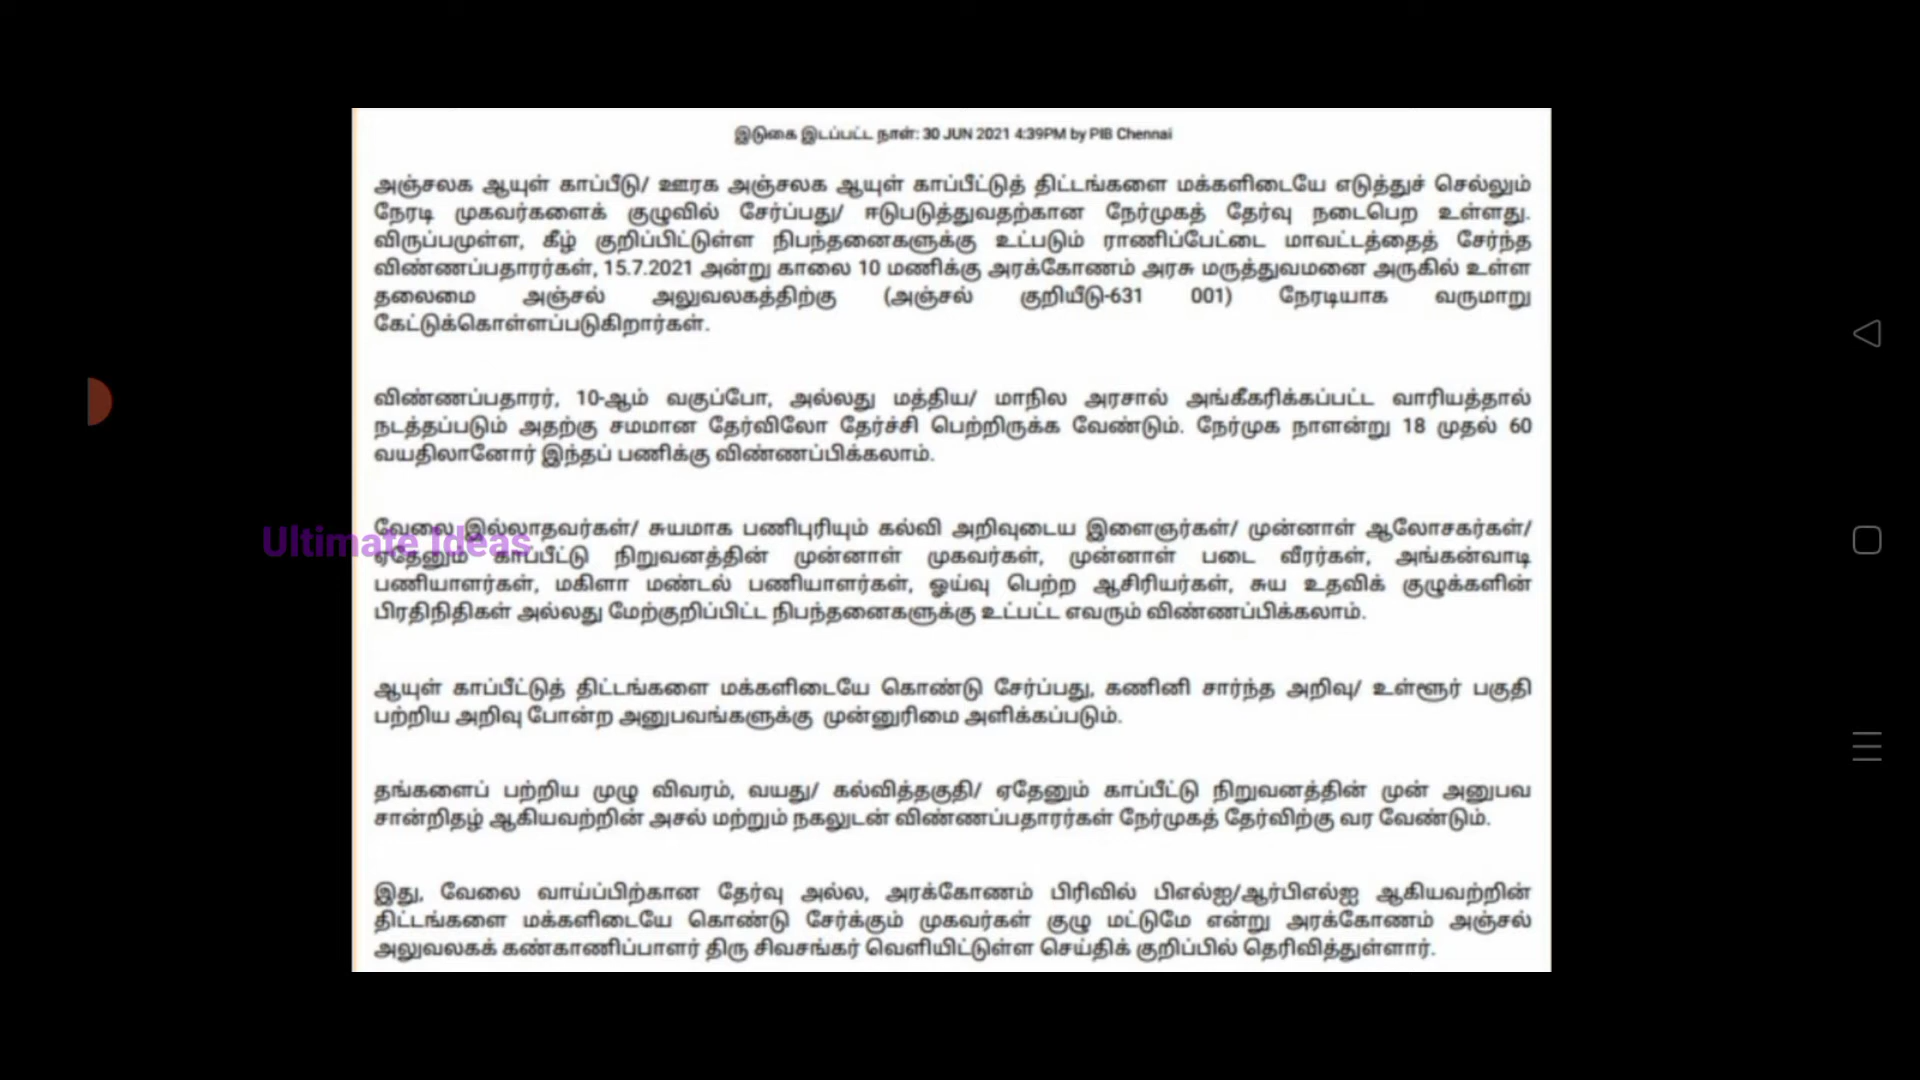 இடுகை இடப்பட்ட நாள்: 30 JUN 2021 4:39PM by PIB Chennai
அஞ்சலக ஆயுள் காப்பீடு/ ஊரக அஞ்சலக ஆயுள் காப்பீட்டுத் திட்டங்களை மக்களிடையே எடுத்துச் செல்லும்
நேரடி முகவர்களைக் குழுவில் சேர்ப்பது/ ஈடுபடுத்துவதற்கான நேர்முகத் தேர்வு நடைபெற உள்ளது.
விருப்பமுள்ள, கீழ் குறிப்பிட்டுள்ள நிபந்தனைகளுக்கு உட்படும் ராணிப்பேட்டை மாவட்டத்தைத் சேர்ந்த
விண்ணப்பதாரர்கள், 15.7.2021 அன்று காலை 10 மணிக்கு அரக்கோணம் அரசு மருத்துவமனை அருகில் உள்ள
தலைமை அஞ்சல் அலுவலகத்திற்கு (அஞ்சல் குறியீடு-631 001) நேரடியாக வருமாறு
கேட்டுக்கொள்ளப்படுகிறார்கள்.
விண்ணப்பதாரர், 10-ஆம் வகுப்போ, அல்லது மத்திய/ மாநில அரசால் அங்கீகரிக்கப்பட்ட வாரியத்தால்
நடத்தப்படும் அதற்கு சமமான தேர்விலோ தேர்ச்சி பெற்றிருக்க வேண்டும். நேர்முக நாளன்று 18 முதல் 60
வயதிலானோர் இந்தப் பணிக்கு விண்ணப்பிக்கலாம்.
வேலை இல்லாதவர்கள்/ சுயமாக பணிபுரியும் கல்வி அறிவுடைய இளைஞர்கள்/ முன்னாள் ஆலோசகர்கள்/
Ultimate Ideas
ஏதேனும் காப்பீட்டு நிறுவனத்தின் முன்னாள் முகவர்கள், முன்னாள் படை வீரர்கள், அங்கன்வாடி
பணியாளர்கள், மகிளா மண்டல் பணியாளர்கள், ஓய்வு பெற்ற ஆசிரியர்கள், சுய உதவிக் குழுக்களின்
பிரதிநிதிகள் அல்லது மேற்குறிப்பிட்ட நிபந்தனைகளுக்கு உட்பட்ட எவரும் விண்ணப்பிக்கலாம்.
ஆயுள் காப்பீட்டுத் திட்டங்களை மக்களிடையே கொண்டு சேர்ப்பது, கணினி சார்ந்த அறிவு/ உள்ளூர் பகுதி
பற்றிய அறிவு போன்ற அனுபவங்களுக்கு முன்னுரிமை அளிக்கப்படும்.
தங்களைப் பற்றிய முழு விவரம், வயது/ கல்வித்தகுதி/ ஏதேனும் காப்பீட்டு நிறுவனத்தின் முன் அனுபவ
சான்றிதழ் ஆகியவற்றின் அசல் மற்றும் நகலுடன் விண்ணப்பதாரர்கள் நேர்முகத் தேர்விற்கு வர வேண்டும்.
இது, வேலை வாய்ப்பிற்கான தேர்வு அல்ல, அரக்கோணம் பிரிவில் பிஎல்ஐ/ஆர்பிஎல்ஐ ஆகியவற்றின்
திட்டங்களை மக்களிடையே கொண்டு சேர்க்கும் முகவர்கள் குழு மட்டுமே என்று அரக்கோணம் அஞ்சல்
அலுவலகக் கண்காணிப்பாளர் திரு சிவசங்கர் வெளியிட்டுள்ள செய்திக் குறிப்பில் தெரிவித்துள்ளார்.